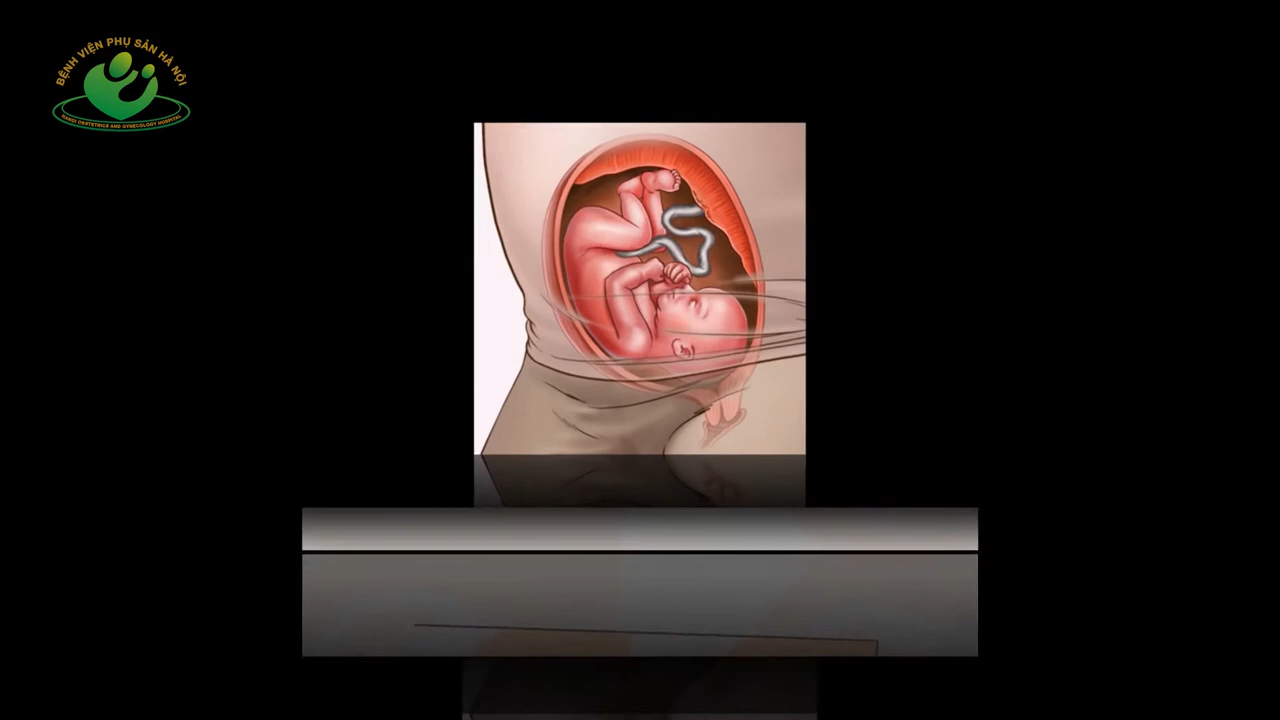 BỆNH VIỆN PHỤ SẢN HÀ NỘI
HANOI OBSTETRICS AND GYNECOLOGY HOSPITAL